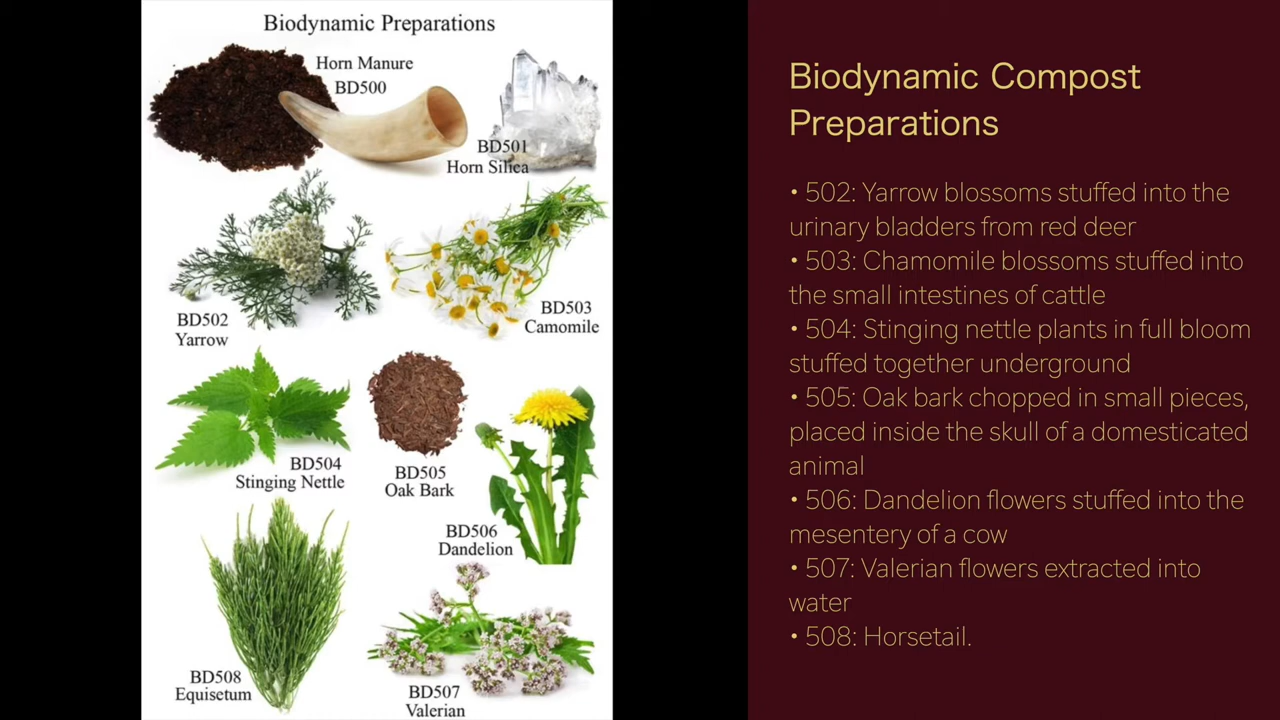 Biodynamic Preparations
Horn Manure
BD500
BD501
Horn Silica
BD502
Yarrow
BD503
Camomile
BD504
Stinging Nettle
BD505
Oak Bark
BD506
Dandelion
BD508
Equisetum
BD507
Valerian
Biodynamic Compost
Preparations
• 502: Yarrow blossoms stuffed into the
urinary bladders from red deer
• 503: Chamomile blossoms stuffed into
the small intestines of cattle
• 504: Stinging nettle plants in full bloom
stuffed together underground
• 505: Oak bark chopped in small pieces,
placed inside the skull of a domesticated
animal
• 506: Dandelion flowers stuffed into the
mesentery of a cow
• 507: Valerian flowers extracted into
water
• 508: Horsetail.